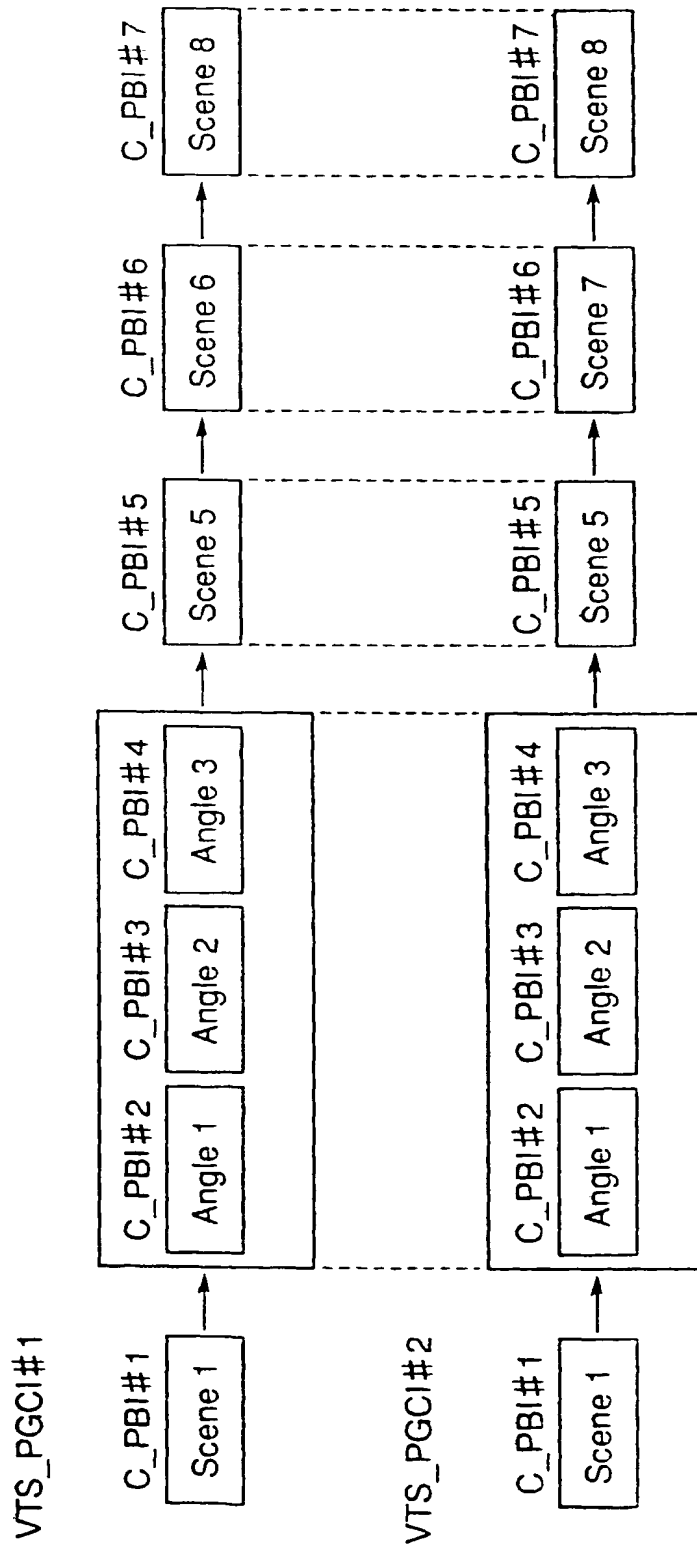 VTS_PGCI#1
C_PBI#1
Scene 1
C_PBI#2
Angle 1
C_PBI#3
Angle 2
C_PBI#4
Angle 3
C_PBI#5
Scene 5
C_PBI#6
Scene 6
C_PBI#7
Scene 8
VTS_PGCI#2
C_PBI#1
Scene 1
C_PBI#2
Angle 1
C_PBI#3
Angle 2
C_PBI#4
Angle 3
C_PBI#5
Scene 5
C_PBI#6
Scene 7
C_PBI#7
Scene 8